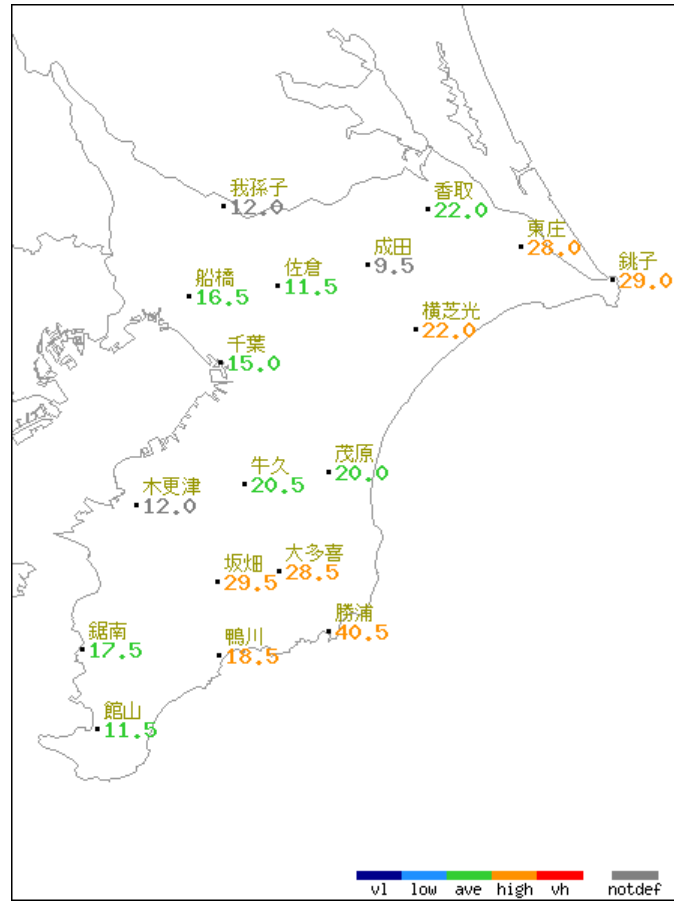 我孫子
12.0
香取
22.0
東庄
28.0
成田
9.5
銚子
29.0
船橋
16.5
佐倉
11.5
横芝光
22.0
千葉
15.0
茂原
20.0
牛久
20.5
木更津
12.0
坂畑
29.5
大多喜
28.5
勝浦
40.5
鋸南
17.5
鴨川
18.5
館山
11.5
vl low ave high vh notdef